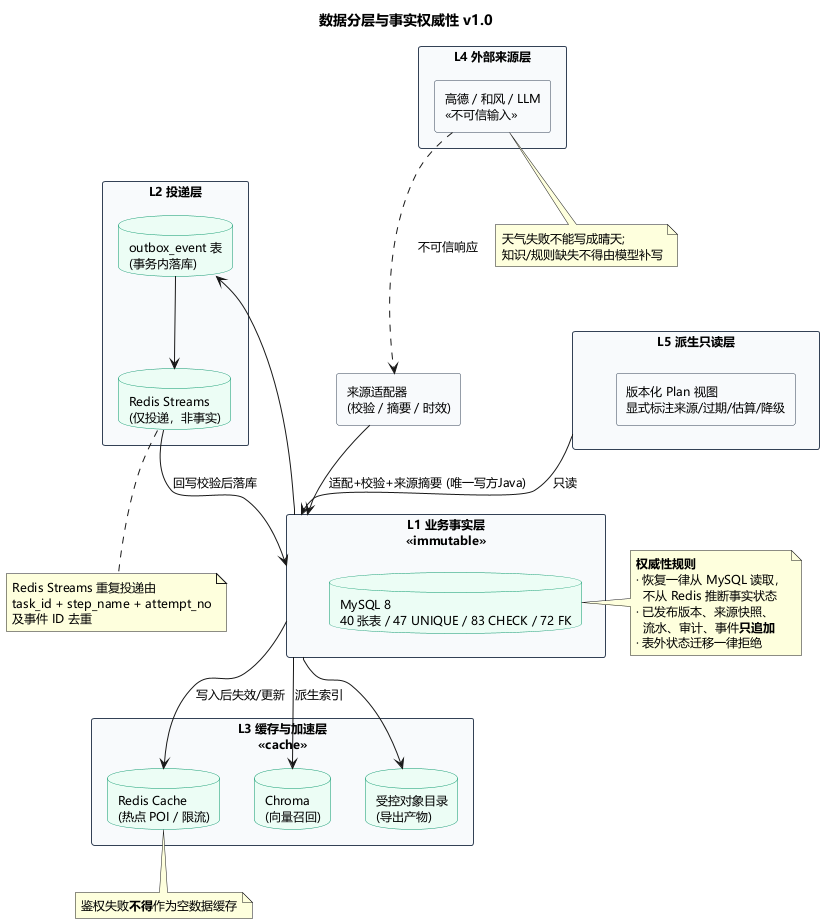 数据分层与事实权威性 v1.0
L4 外部来源层
高德 / 和风 / LLM
«不可信输入»
L2 投递层
outbox_event 表
(事务内落库)
不可信响应
天气失败不能写成晴天;
知识/规则缺失不得由模型补写
L5 派生只读层
Redis Streams
(仅投递，非事实)
来源适配器
(校验 / 摘要 / 时效)
版本化 Plan 视图
显式标注来源/过期/估算/降级
回写校验后落库
适配+校验+来源摘要 (唯一写方Java)
只读
L1 业务事实层
«immutable»
Redis Streams 重复投递由
task_id + step_name + attempt_no
及事件 ID 去重
MySQL 8
40 张表 / 47 UNIQUE / 83 CHECK / 72 FK
权威性规则
· 恢复一律从 MySQL 读取，
不从 Redis 推断事实状态
· 已发布版本、来源快照、
流水、审计、事件只追加
· 表外状态迁移一律拒绝
写入后失效/更新
派生索引
L3 缓存与加速层
«cache»
Redis Cache
(热点 POI / 限流)
Chroma
(向量召回)
受控对象目录
(导出产物)
鉴权失败不得作为空数据缓存